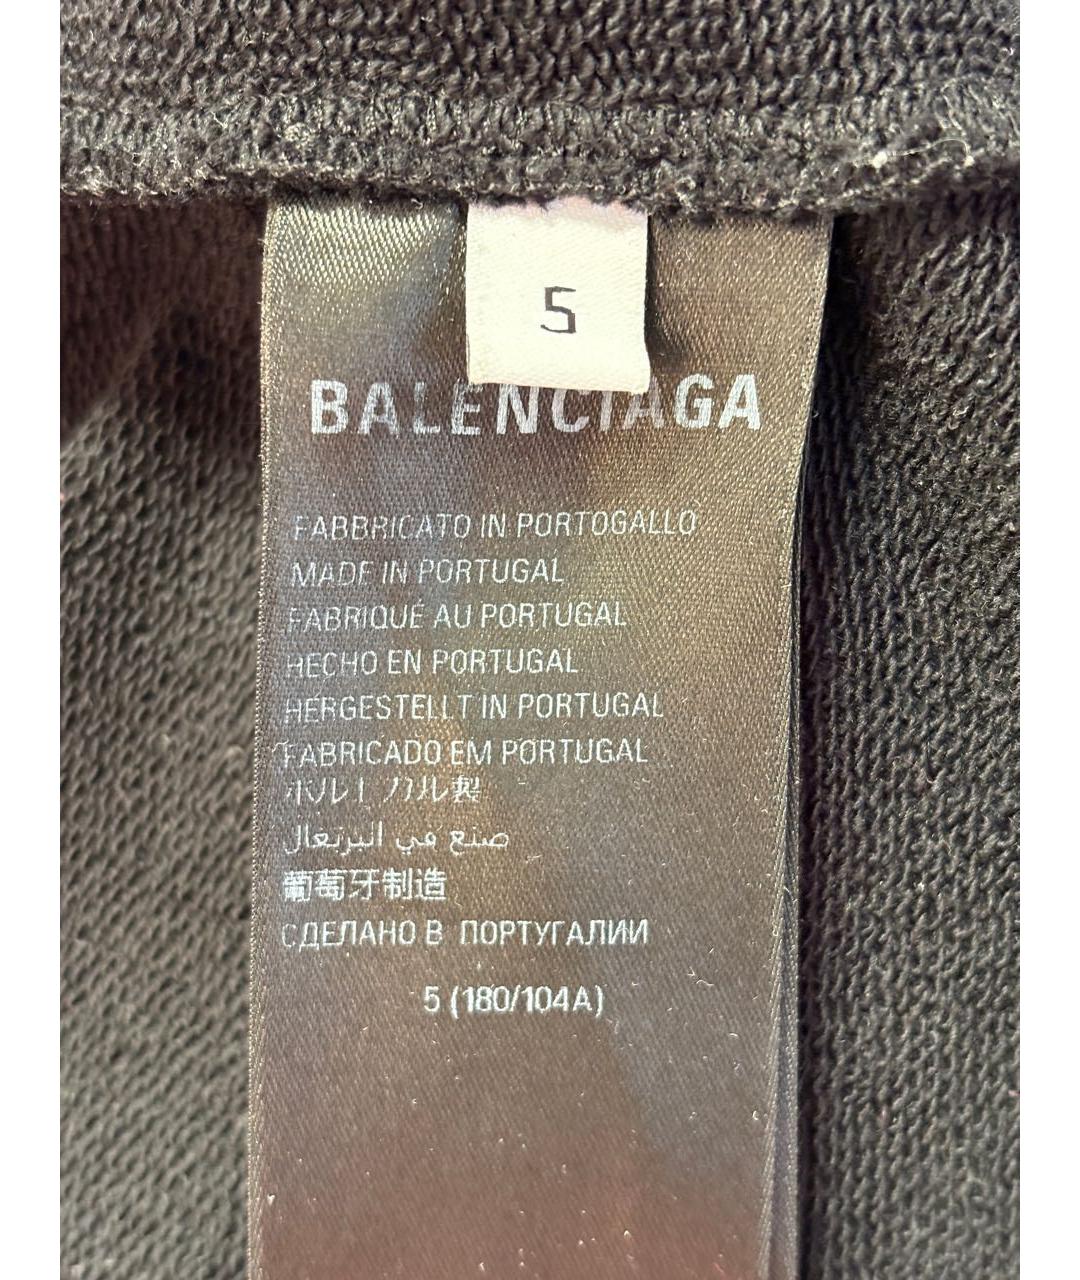 5
BALENCIAGA
FABBRICATO IN PORTOGALLO
MADE IN PORTUGAL
FABRIQUÉ AU PORTUGAL
HECHO EN PORTUGAL
HERGESTELLT IN PORTUGAL
FABRICADO EM PORTUGAL
ポルトガル製
صنع في البرتغال
葡萄牙制造
СДЕЛАНО В ПОРТУГАЛИИ
5 (180/104A)